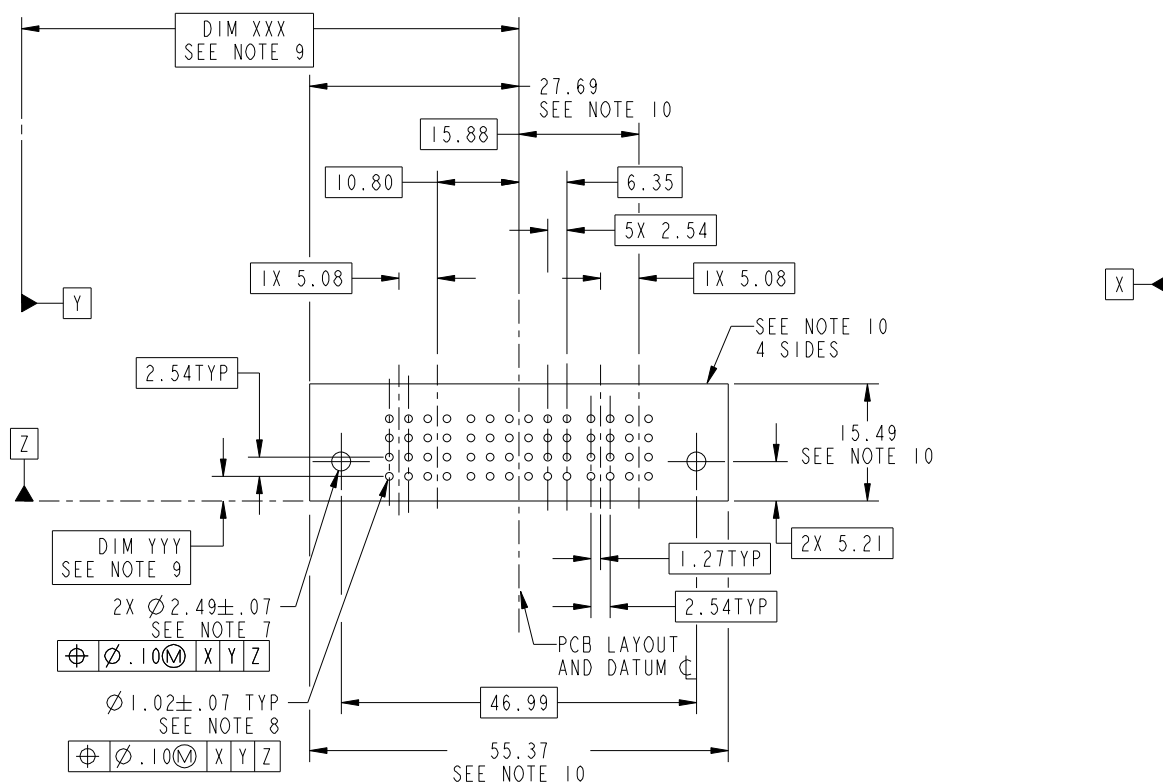 DIM XXX
SEE NOTE 9
27.69
SEE NOTE 10
15.88
10.80
6.35
5X 2.54
1X 5.08
1X 5.08
Y
X
SEE NOTE 10
4 SIDES
2.54TYP
Z
15.49
SEE NOTE 10
DIM YYY
SEE NOTE 9
2X 5.21
1.27TYP
2.54TYP
2X Ø2.49±.07
SEE NOTE 7
⌖ Ø.10Ⓜ X Y Z
PCB LAYOUT
AND DATUM ℄
Ø1.02±.07 TYP
SEE NOTE 8
⌖ Ø.10Ⓜ X Y Z
46.99
55.37
SEE NOTE 10